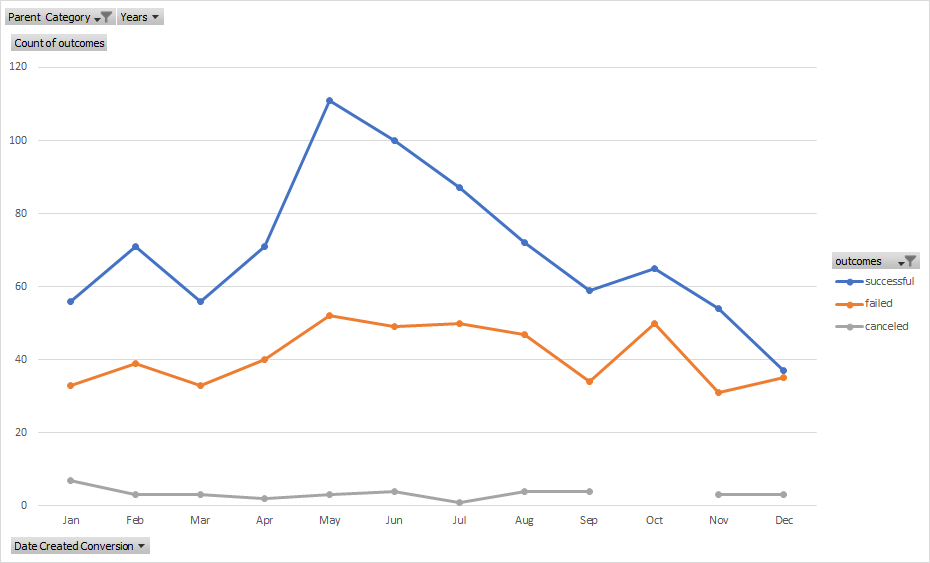 Parent Category Years
Count of outcomes
120
100
80
60
40
20
0
Jan Feb Mar Apr May Jun Jul Aug Sep Oct Nov Dec
outcomes
successful
failed
canceled
Date Created Conversion